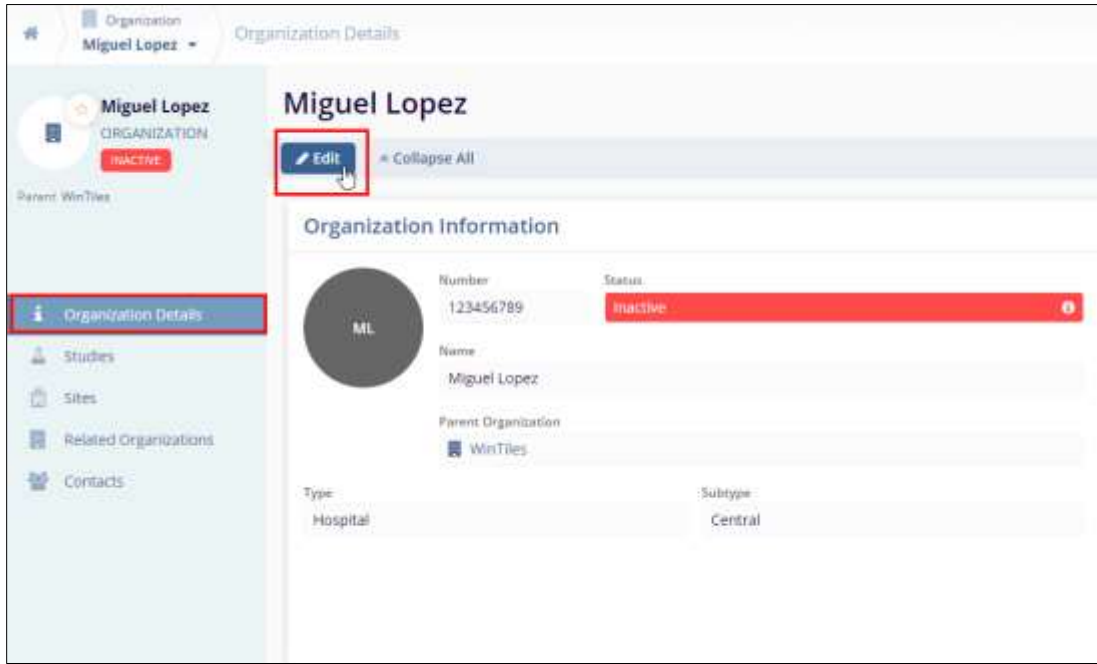 Organization
Miguel Lopez
Organization Details
Miguel Lopez
ORGANIZATION
INACTIVE
Parent WinTiles
Organization Details
Studies
Sites
Related Organizations
Contacts
Miguel Lopez
Edit
Collapse All
Organization Information
ML
Number
123456789
Status
Inactive
Name
Miguel Lopez
Parent Organization
WinTiles
Type
Hospital
Subtype
Central